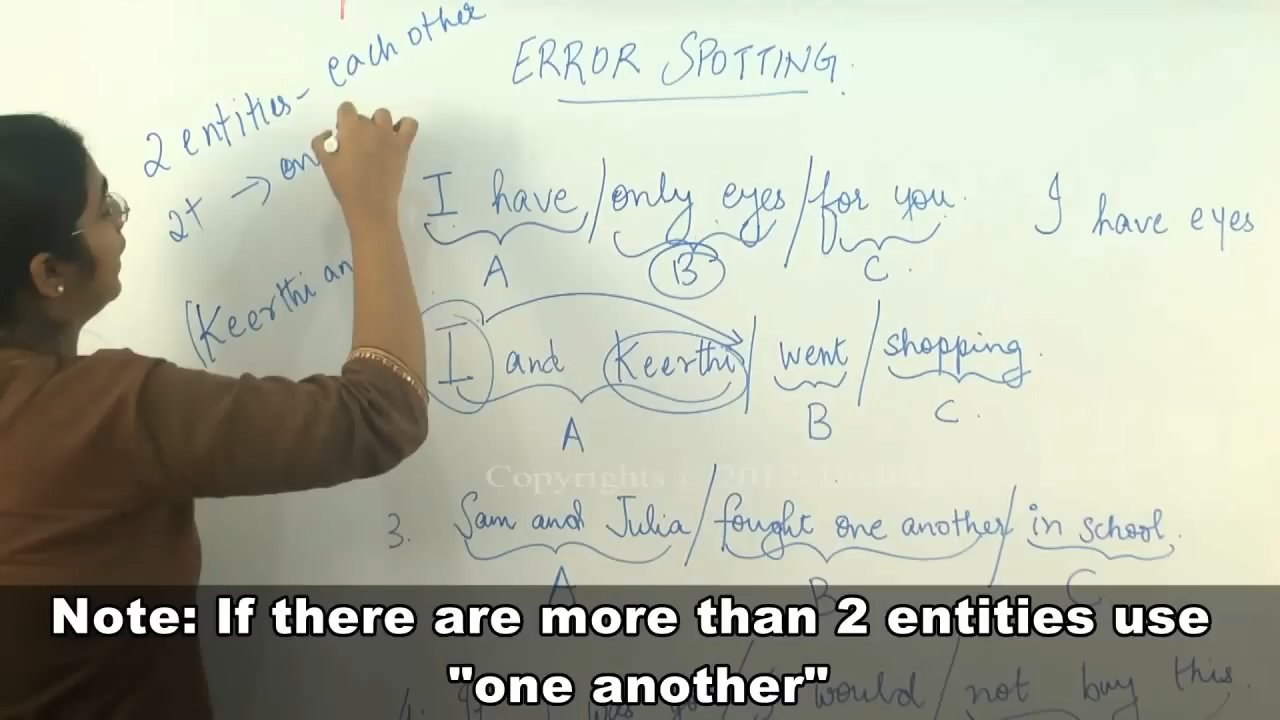 ERROR SPOTTING.
2 entities - each other
2+ → on
I have / only eyes / for you.
I have eyes
A
B
C.
(Keerthi an
I and Keerthi / went / shopping.
A
B
C.
Copyrights © 2012,
3. Sam and Julia / fought one another / in school.
A
B
C
Note: If there are more than 2 entities use
"one another"
4. would / not buy this.